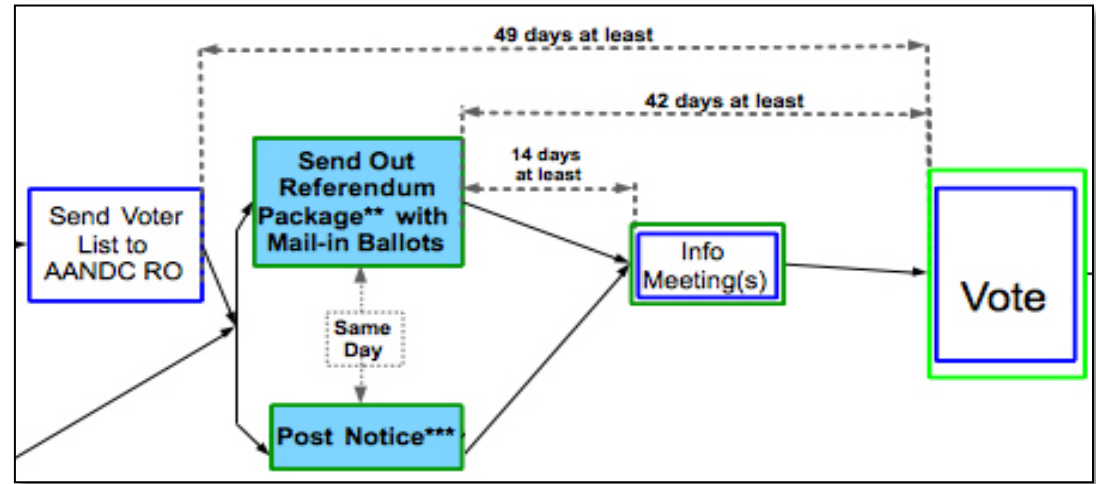 49 days at least
42 days at least
14 days
at least
Send Voter
List to
AANDC RO
Send Out
Referendum
Package** with
Mail-in Ballots
Same
Day
Post Notice***
Info
Meeting(s)
Vote